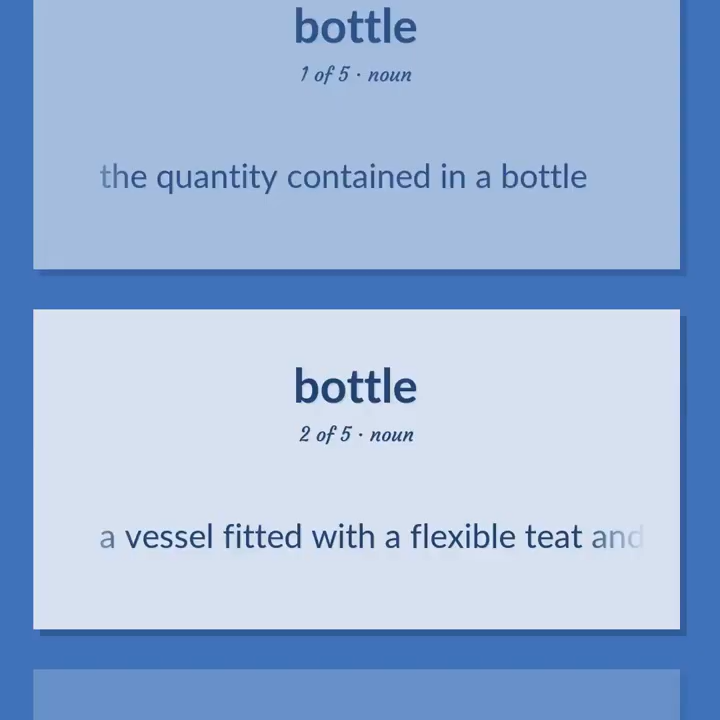 bottle
1 of 5 · noun
the quantity contained in a bottle
bottle
2 of 5 · noun
a vessel fitted with a flexible teat and